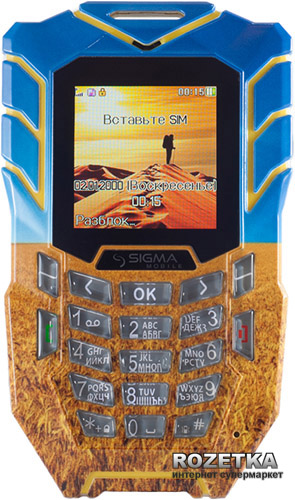 00:15
Вставьте SIM
02.01.2000 (Воскресенье)
00:15
Разблок.
SIGMA
MOBILE
OK
1
2 АБВГ ABC
3 DEF ДЕЖЗ
4 GHI ИЙКЛ
5 JKL МНОП
6 MNO РСТУ
7 PQRS ФХЦЧ
8 TUV ШЩЪЫ
9 WXYZ ЬЭЮЯ
* +
0
#
ROZETKA
интернет супермаркет